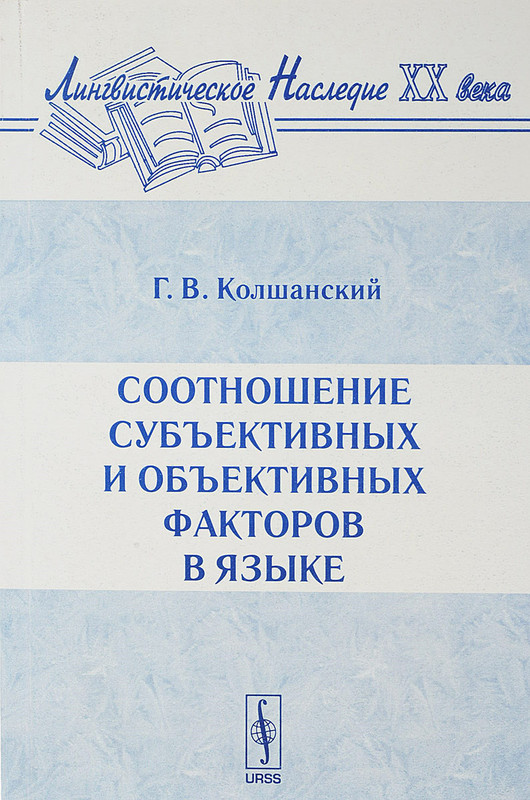 Лингвистическое Наследие XX века
Г. В. Колшанский
СООТНОШЕНИЕ
СУБЪЕКТИВНЫХ
И ОБЪЕКТИВНЫХ
ФАКТОРОВ
В ЯЗЫКЕ
URSS